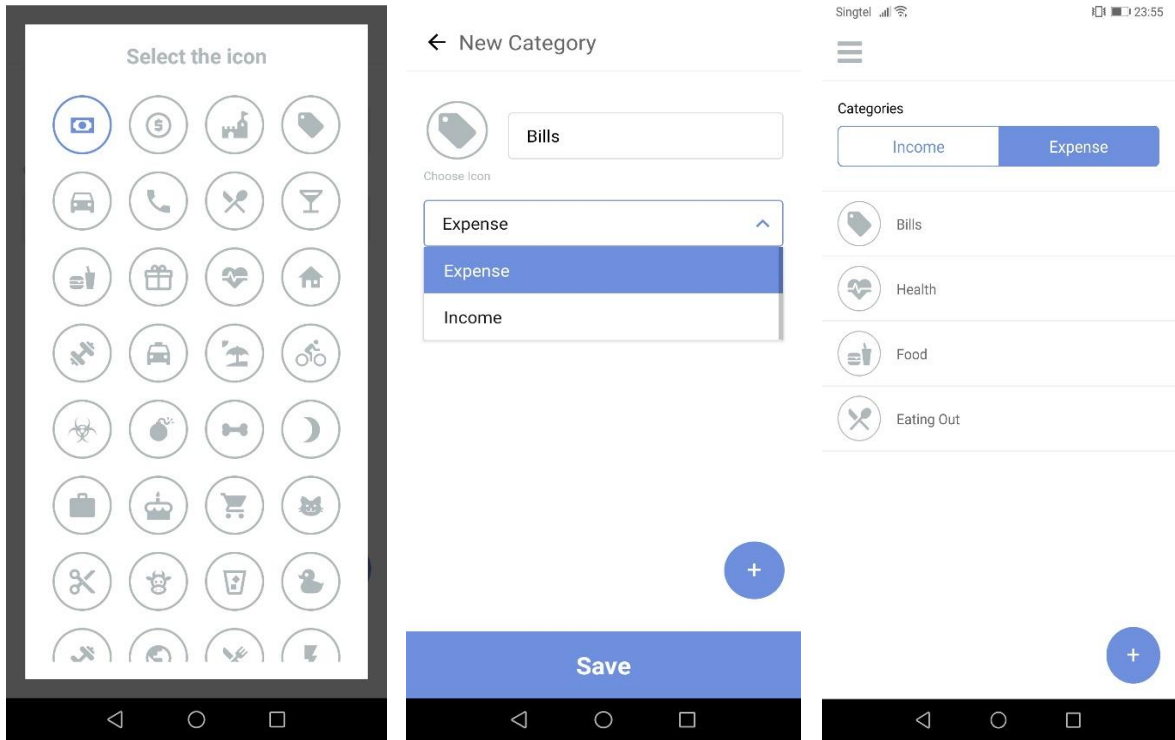 Select the icon
New Category
Bills
Choose Icon
Expense
Expense
Income
Save
Singtel 23:55
Categories
Income Expense
Bills
Health
Food
Eating Out